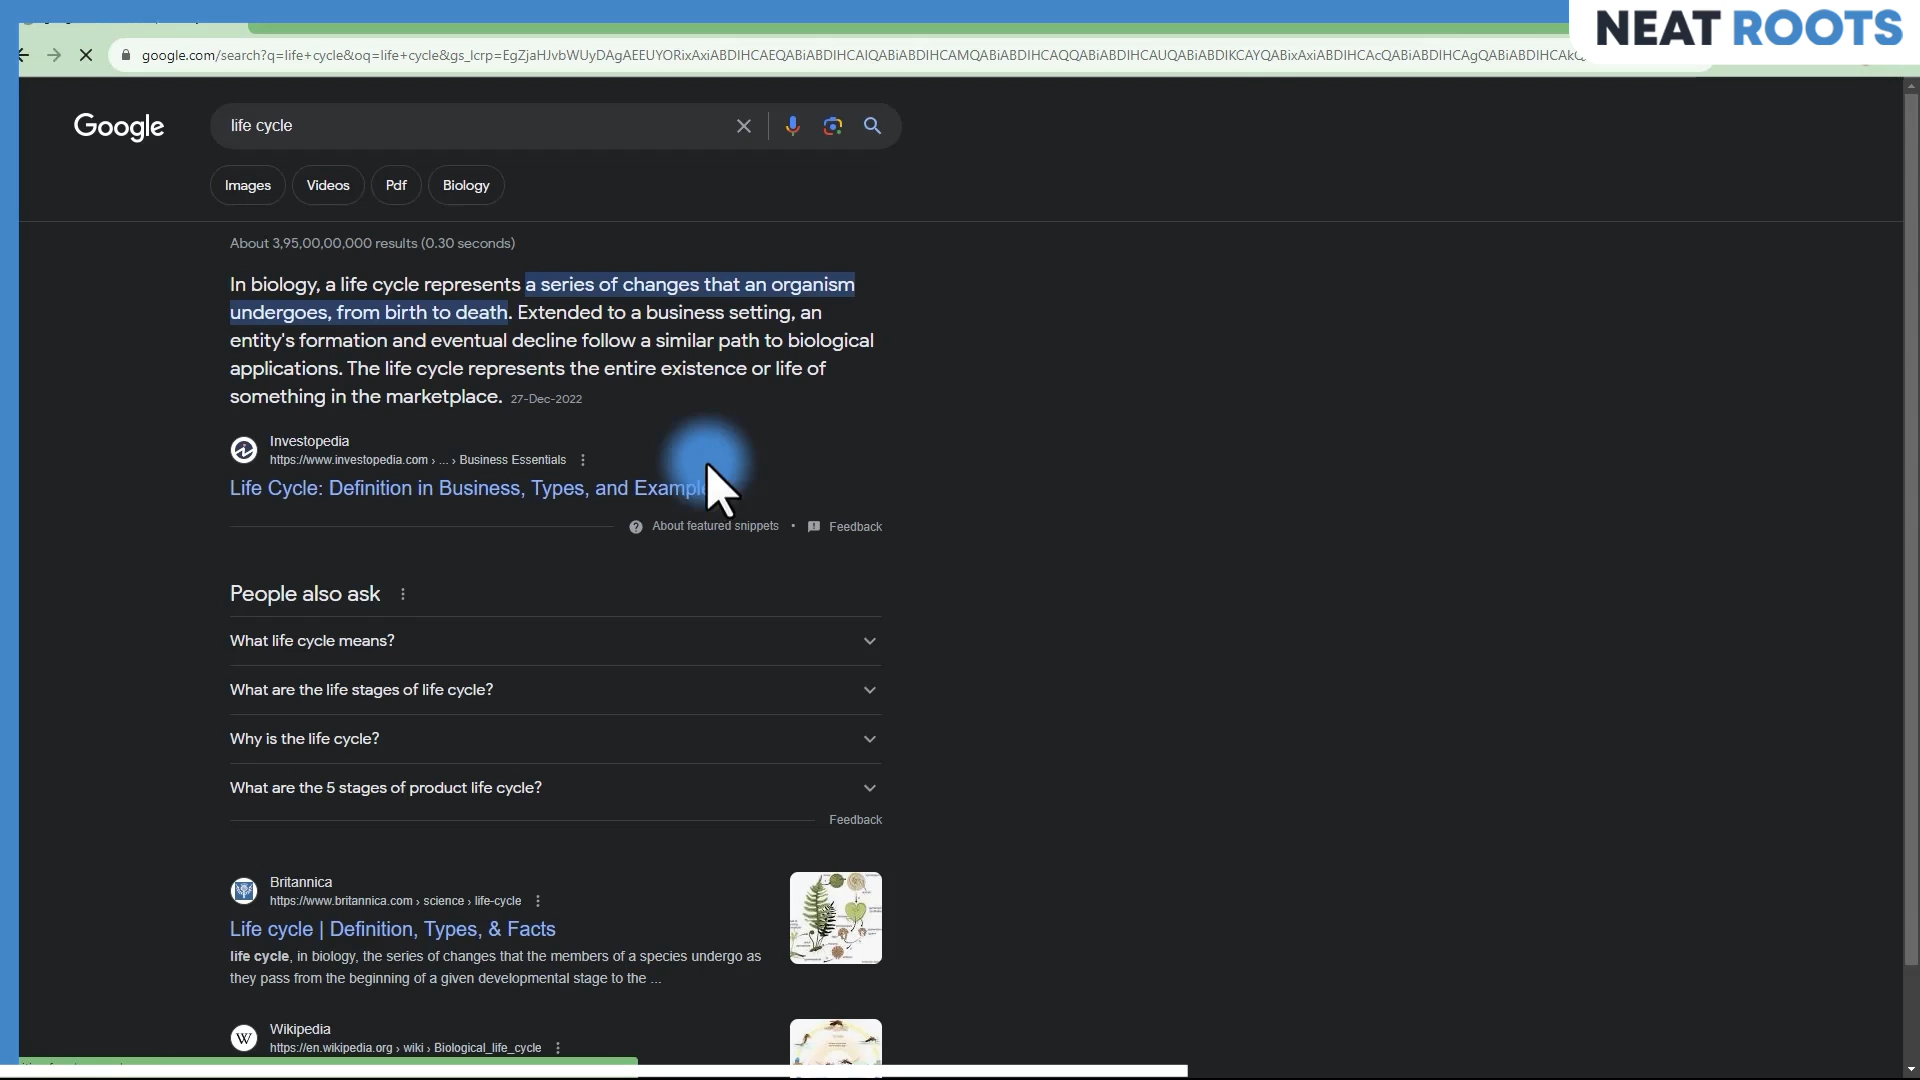 NEAT ROOTS
google.com/search?q=life+cycle&oq=life+cycle&gs_lcrp=EgZjaHJvbWUyDAgAEEUYORixAxiABDIHCAEQABiABDIHCAIQABiABDIHCAMQABiABDIHCAQQABiABDIHCAUQABiABDIKCAYQABixAxiABDIHCAcQABiABDIHCAgQABiABDIHCAkQ
Google
life cycle
Images
Videos
Pdf
Biology
About 3,95,00,00,000 results (0.30 seconds)
In biology, a life cycle represents a series of changes that an organism
undergoes, from birth to death. Extended to a business setting, an
entity's formation and eventual decline follow a similar path to biological
applications. The life cycle represents the entire existence or life of
something in the marketplace. 27-Dec-2022
Investopedia
https://www.investopedia.com › ... › Business Essentials
Life Cycle: Definition in Business, Types, and Example
About featured snippets • Feedback
People also ask
What life cycle means?
What are the life stages of life cycle?
Why is the life cycle?
What are the 5 stages of product life cycle?
Feedback
Britannica
https://www.britannica.com › science › life-cycle
Life cycle | Definition, Types, & Facts
life cycle, in biology, the series of changes that the members of a species undergo as
they pass from the beginning of a given developmental stage to the ...
W
Wikipedia
https://en.wikipedia.org › wiki › Biological_life_cycle